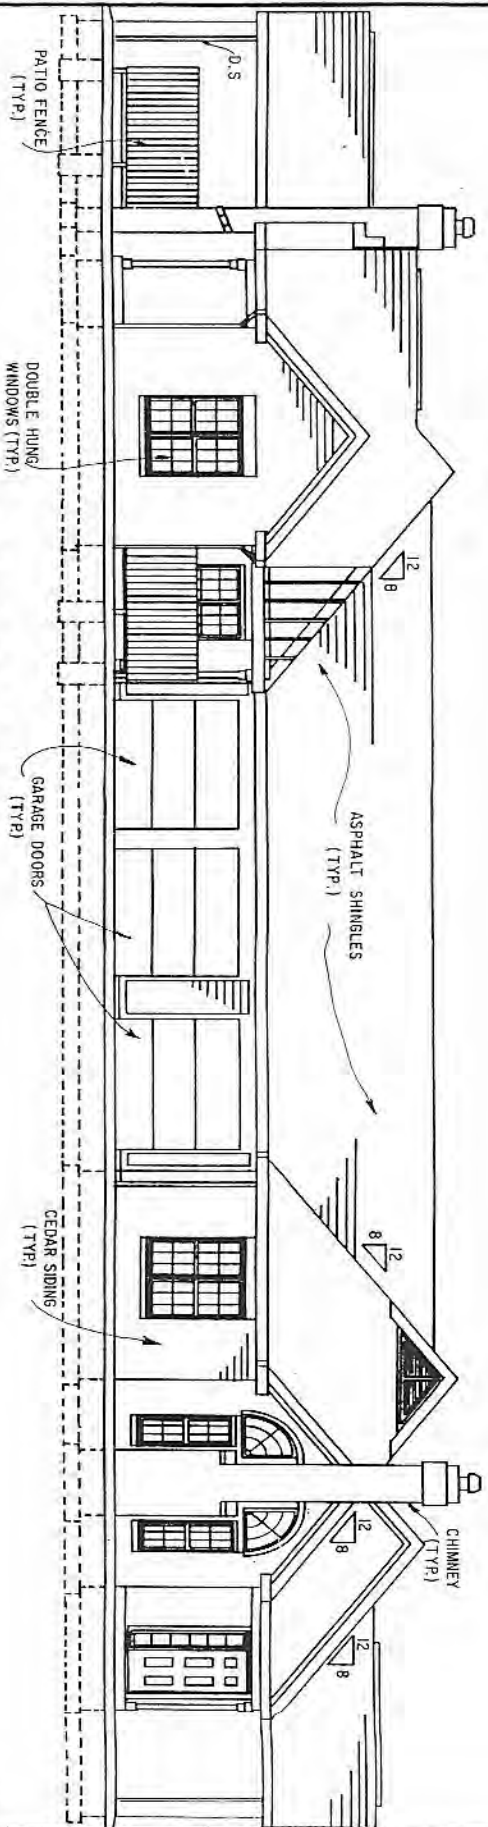 D.S
PATIO FENCE
(TYP.)
DOUBLE HUNG
WINDOWS (TYP.)
12
8
ASPHALT SHINGLES
(TYP.)
GARAGE DOORS
(TYP.)
12
8
CEDAR SIDING
(TYP.)
12
8
CHIMNEY
(TYP.)
12
8